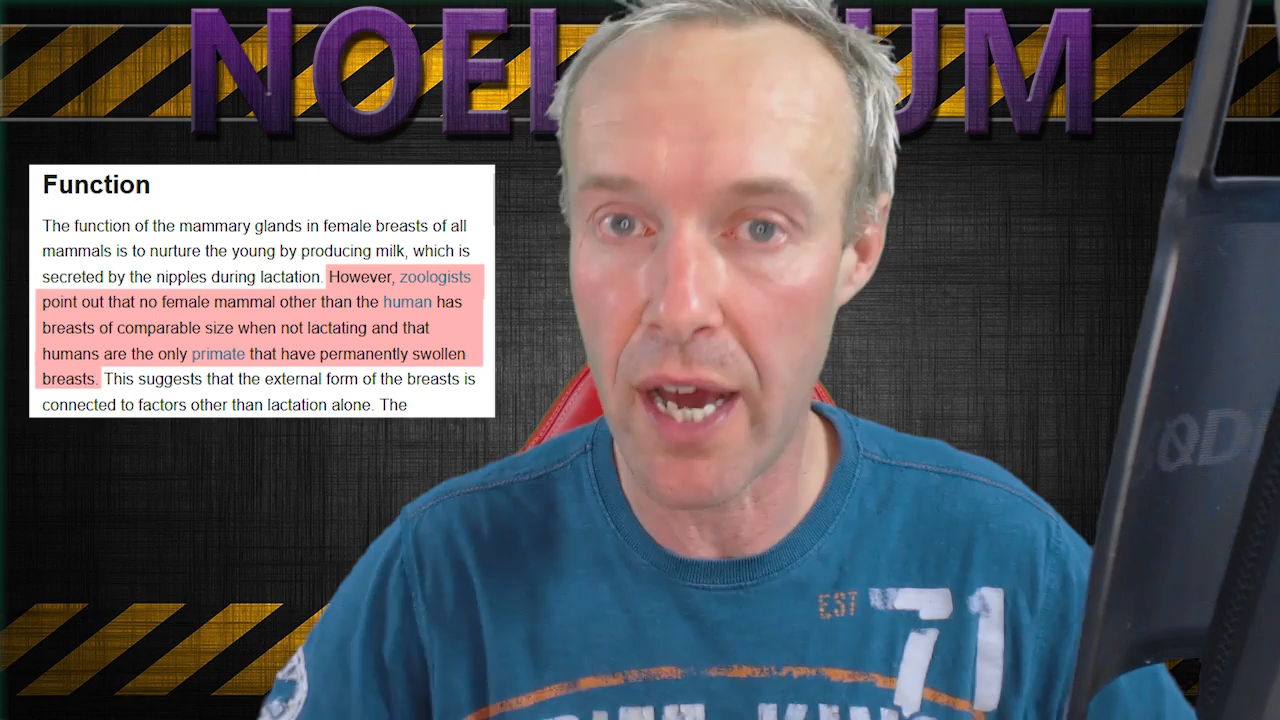 NOEL UM
Function
The function of the mammary glands in female breasts of all
mammals is to nurture the young by producing milk, which is
secreted by the nipples during lactation. However, zoologists
point out that no female mammal other than the human has
breasts of comparable size when not lactating and that
humans are the only primate that have permanently swollen
breasts. This suggests that the external form of the breasts is
connected to factors other than lactation alone. The
EST 71